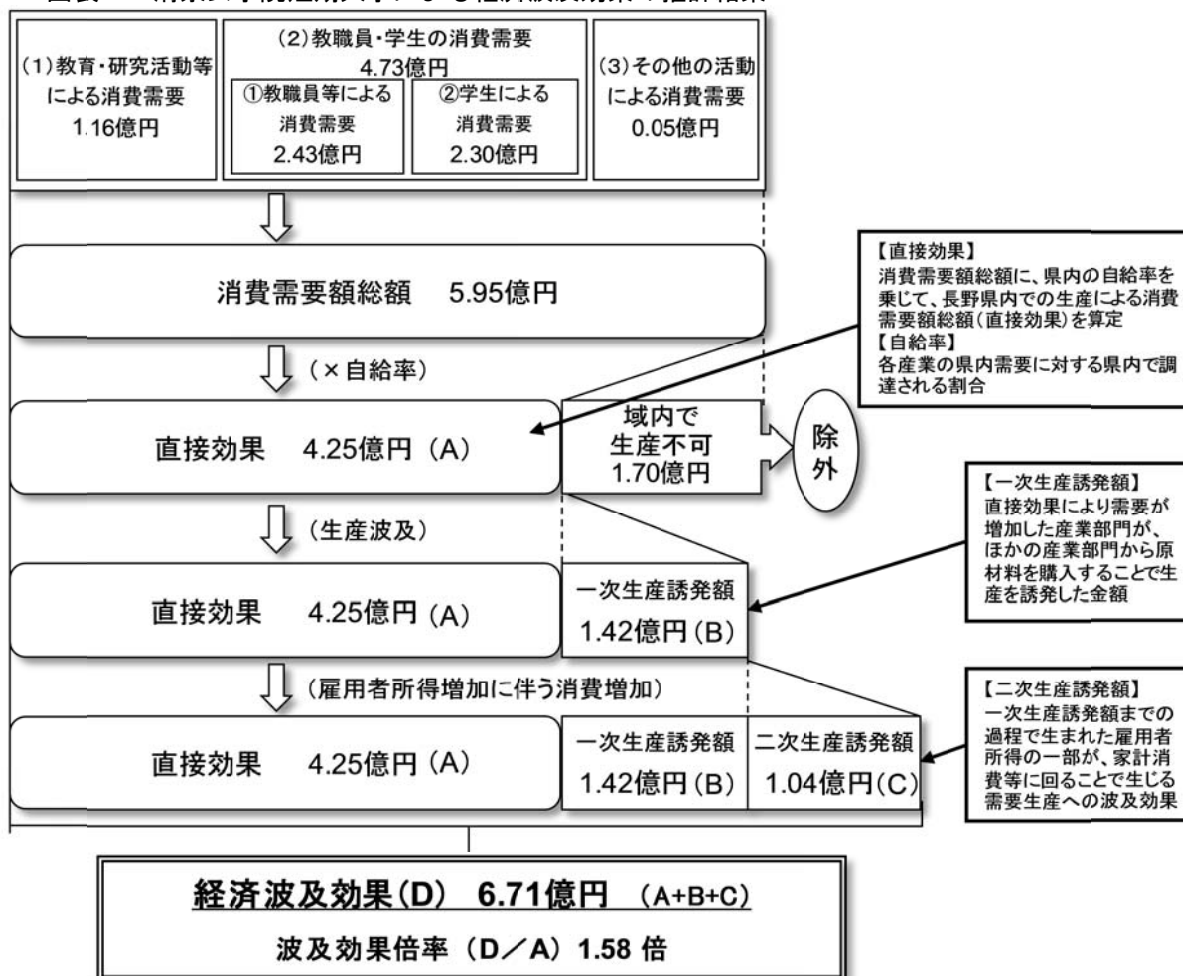 (1)教育・研究活動等
による消費需要
1.16億円
(2)教職員・学生の消費需要
4.73億円
①教職員等による
消費需要
2.43億円
②学生による
消費需要
2.30億円
(3)その他の活動
による消費需要
0.05億円
消費需要額総額 5.95億円
(×自給率)
【直接効果】
消費需要額総額に、県内の自給率を
乗じて、長野県内での生産による消費
需要額総額(直接効果)を算定
【自給率】
各産業の県内需要に対する県内で調
達される割合
直接効果 4.25億円 (A)
域内で
生産不可
1.70億円
除
外
(生産波及)
【一次生産誘発額】
直接効果により需要が
増加した産業部門が、
ほかの産業部門から原
材料を購入することで生
産を誘発した金額
直接効果 4.25億円 (A)
一次生産誘発額
1.42億円(B)
(雇用者所得増加に伴う消費増加)
【二次生産誘発額】
一次生産誘発額までの
過程で生まれた雇用者
所得の一部が、家計消
費等に回ることで生じる
需要生産への波及効果
直接効果 4.25億円 (A)
一次生産誘発額
1.42億円(B)
二次生産誘発額
1.04億円(C)
経済波及効果(D) 6.71億円 (A+B+C)
波及効果倍率 (D/A) 1.58 倍